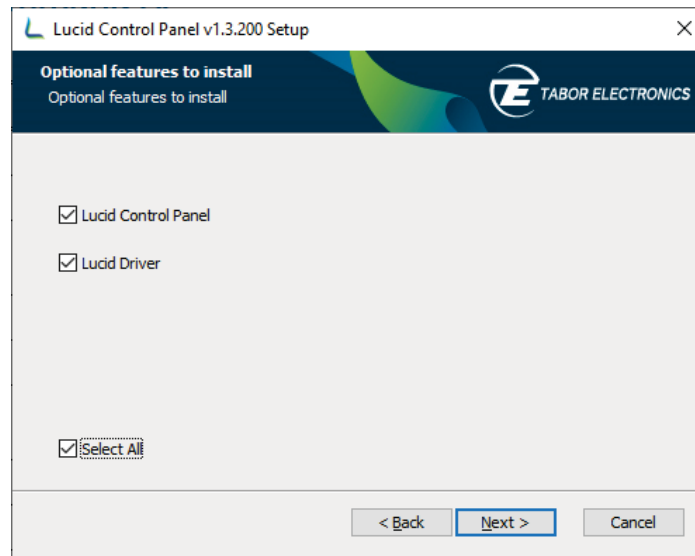 Lucid Control Panel v1.3.200 Setup
Optional features to install
Optional features to install
TABOR ELECTRONICS
Lucid Control Panel
Lucid Driver
Select All
< Back
Next >
Cancel